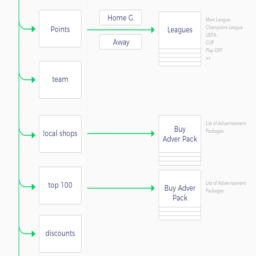 Home G.
Points
Leagues
Away
Main League
Champions League
UEFA
CUP
Play OFF
team
local shops
Buy
Adver Pack
List of Advertisement
Packages
top 100
Buy Adver
Pack
List of Advertisement
Packages
discounts